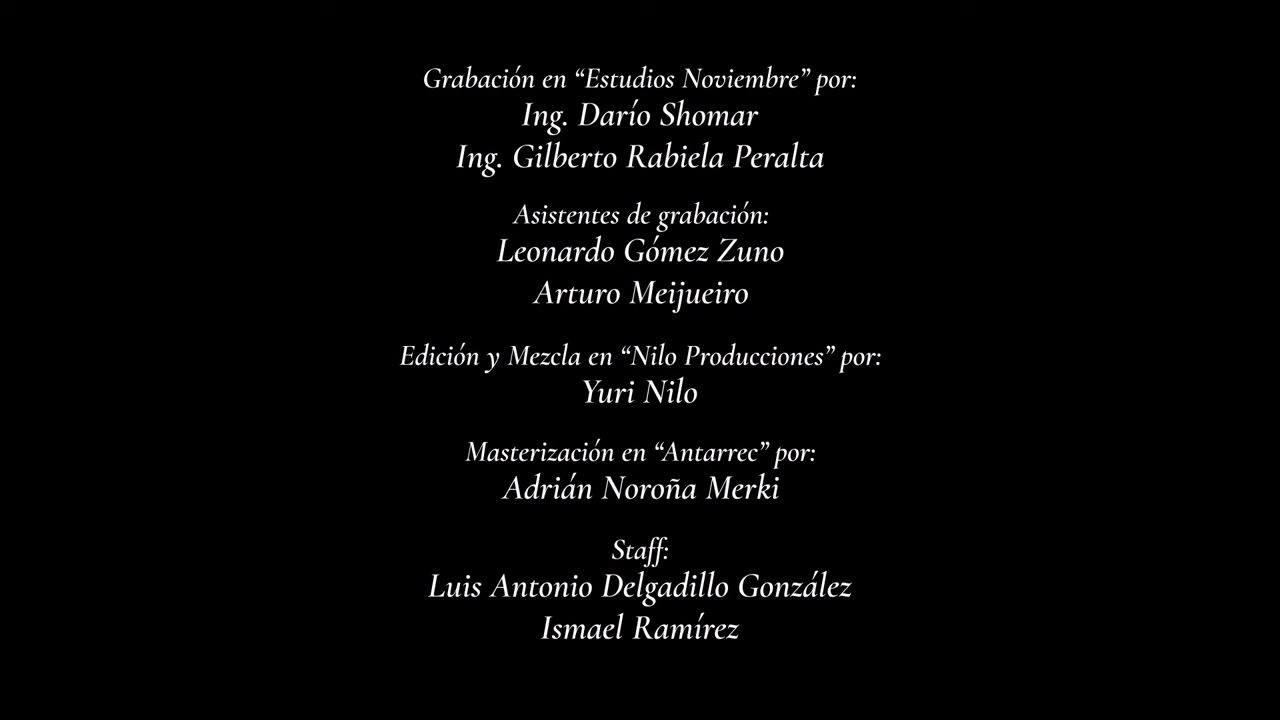 Grabación en “Estudios Noviembre” por:
Ing. Darío Shomar
Ing. Gilberto Rabiela Peralta
Asistentes de grabación:
Leonardo Gómez Zuno
Arturo Meijueiro
Edición y Mezcla en “Nilo Producciones” por:
Yuri Nilo
Masterización en “Antarrec” por:
Adrián Noroña Merki
Staff:
Luis Antonio Delgadillo González
Ismael Ramírez